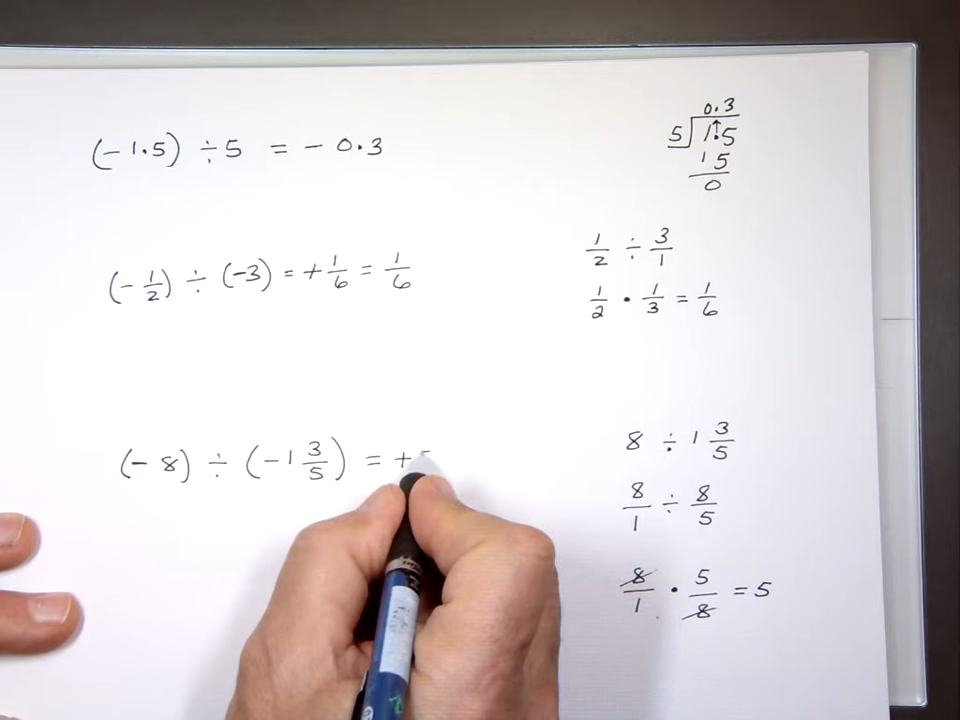 (-1.5) ÷ 5 = - 0.3
(- 1/2) ÷ (-3) = + 1/6 = 1/6
(- 8) ÷ (-1 3/5) = +
0.3
5 1.5
15
0
1/2 ÷ 3/1
1/2 • 1/3 = 1/6
8 ÷ 1 3/5
8/1 ÷ 8/5
8/1 • 5/8 = 5